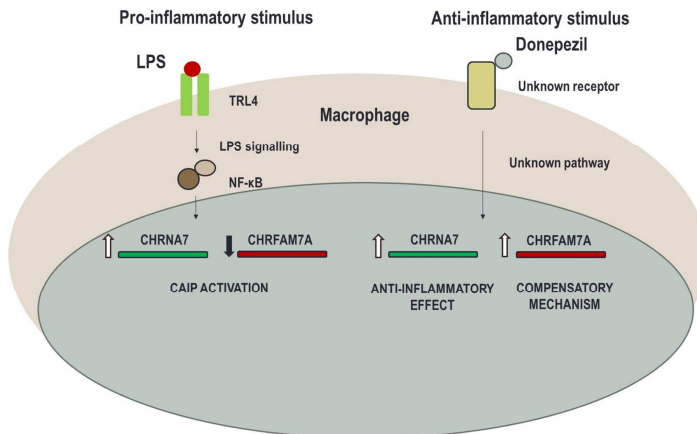 Pro-inflammatory stimulus
Anti-inflammatory stimulus
Donepezil
LPS
Unknown receptor
TRL4
Macrophage
LPS signalling
Unknown pathway
NF-κB
CHRNA7
CHRFAM7A
CHRNA7
CHRFAM7A
CAIP ACTIVATION
ANTI-INFLAMMATORY
EFFECT
COMPENSATORY
MECHANISM